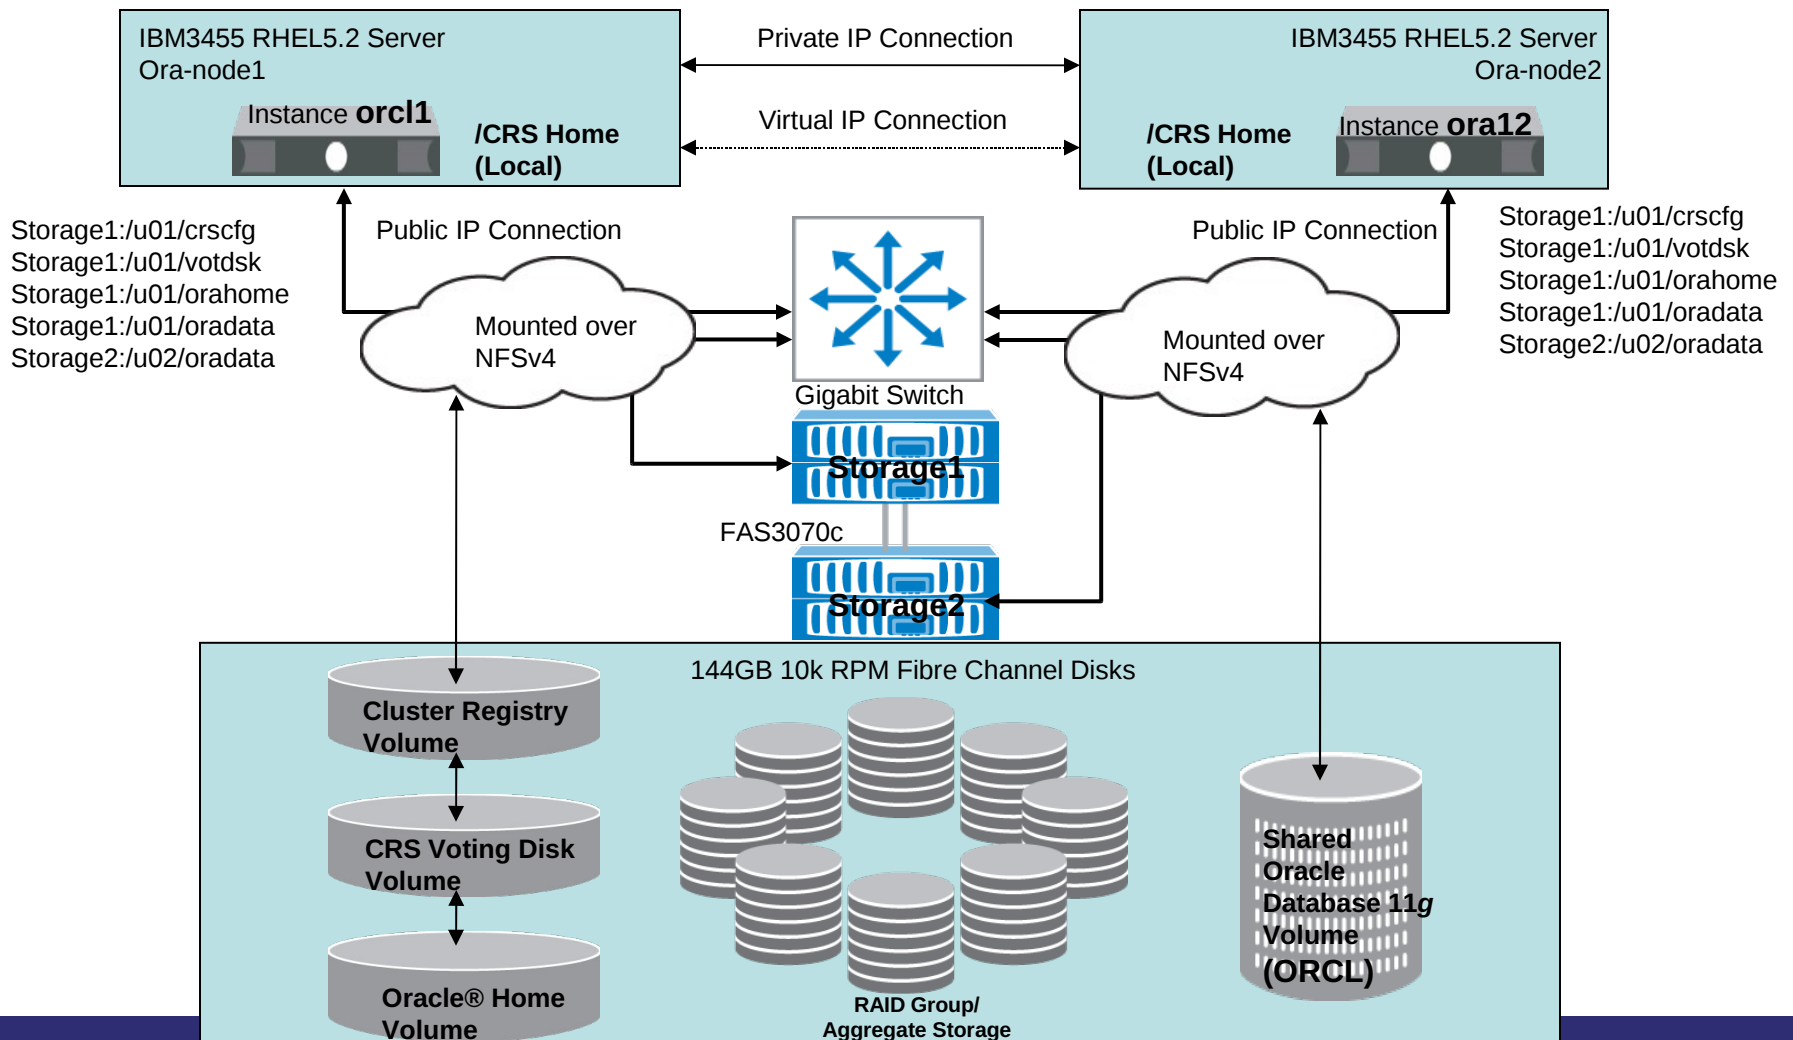 IBM3455 RHEL5.2 Server
Ora-node1
Instance orcl1
/CRS Home
(Local)
Private IP Connection
Virtual IP Connection
IBM3455 RHEL5.2 Server
Ora-node2
/CRS Home
(Local)
Instance ora12
Storage1:/u01/crscfg
Storage1:/u01/votdsk
Storage1:/u01/orahome
Storage1:/u01/oradata
Storage2:/u02/oradata
Public IP Connection
Mounted over
NFSv4
Gigabit Switch
Public IP Connection
Mounted over
NFSv4
Storage1:/u01/crscfg
Storage1:/u01/votdsk
Storage1:/u01/orahome
Storage1:/u01/oradata
Storage2:/u02/oradata
Storage1
FAS3070c
Storage2
144GB 10k RPM Fibre Channel Disks
Cluster Registry
Volume
CRS Voting Disk
Volume
Oracle® Home
Volume
RAID Group/
Aggregate Storage
Shared
Oracle
Database 11g
Volume
(ORCL)